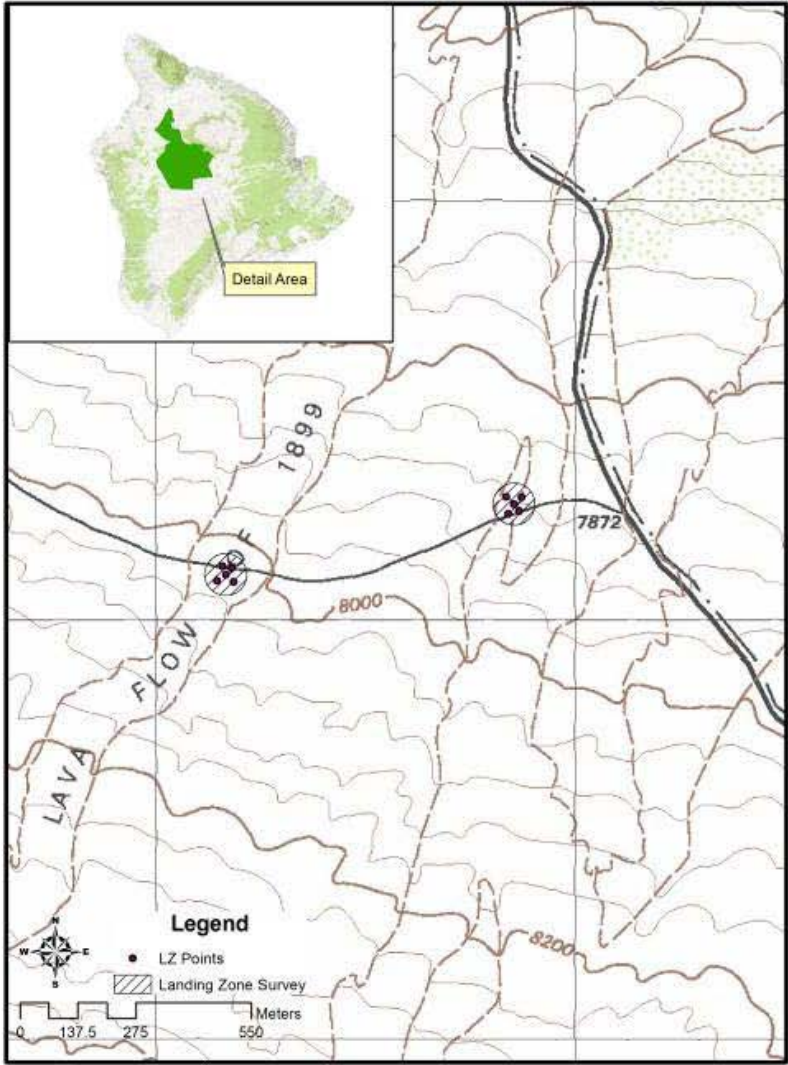 Detail Area
1899
OF
7872
8000
FLOW
LAVA
8200
Legend
N
W E
S
LZ Points
Landing Zone Survey
Meters
0 137.5 275 550